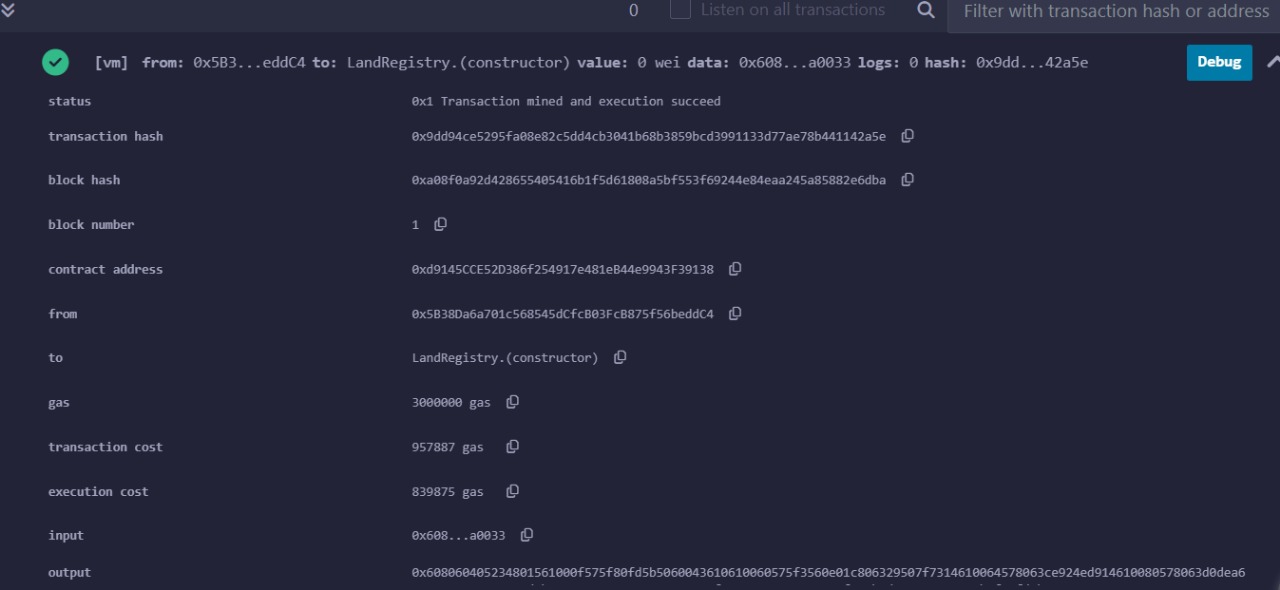 0 Listen on all transactions Filter with transaction hash or address
[vm] from: 0x5B3...eddC4 to: LandRegistry.(constructor) value: 0 wei data: 0x608...a0033 logs: 0 hash: 0x9dd...42a5e Debug
status 0x1 Transaction mined and execution succeed
transaction hash 0x9dd94ce5295fa08e82c5dd4cb3041b68b3859bcd3991133d77ae78b441142a5e
block hash 0xa08f0a92d428655405416b1f5d61808a5bf553f69244e84eaa245a85882e6dba
block number 1
contract address 0xd9145CCE52D386f254917e481eB44e9943F39138
from 0x5B38Da6a701c568545dCfcB03FcB875f56beddC4
to LandRegistry.(constructor)
gas 3000000 gas
transaction cost 957887 gas
execution cost 839875 gas
input 0x608...a0033
output 0x608060405234801561000f575f80fd5b5060043610610060575f3560e01c806329507f7314610064578063ce924ed914610080578063d0dea6